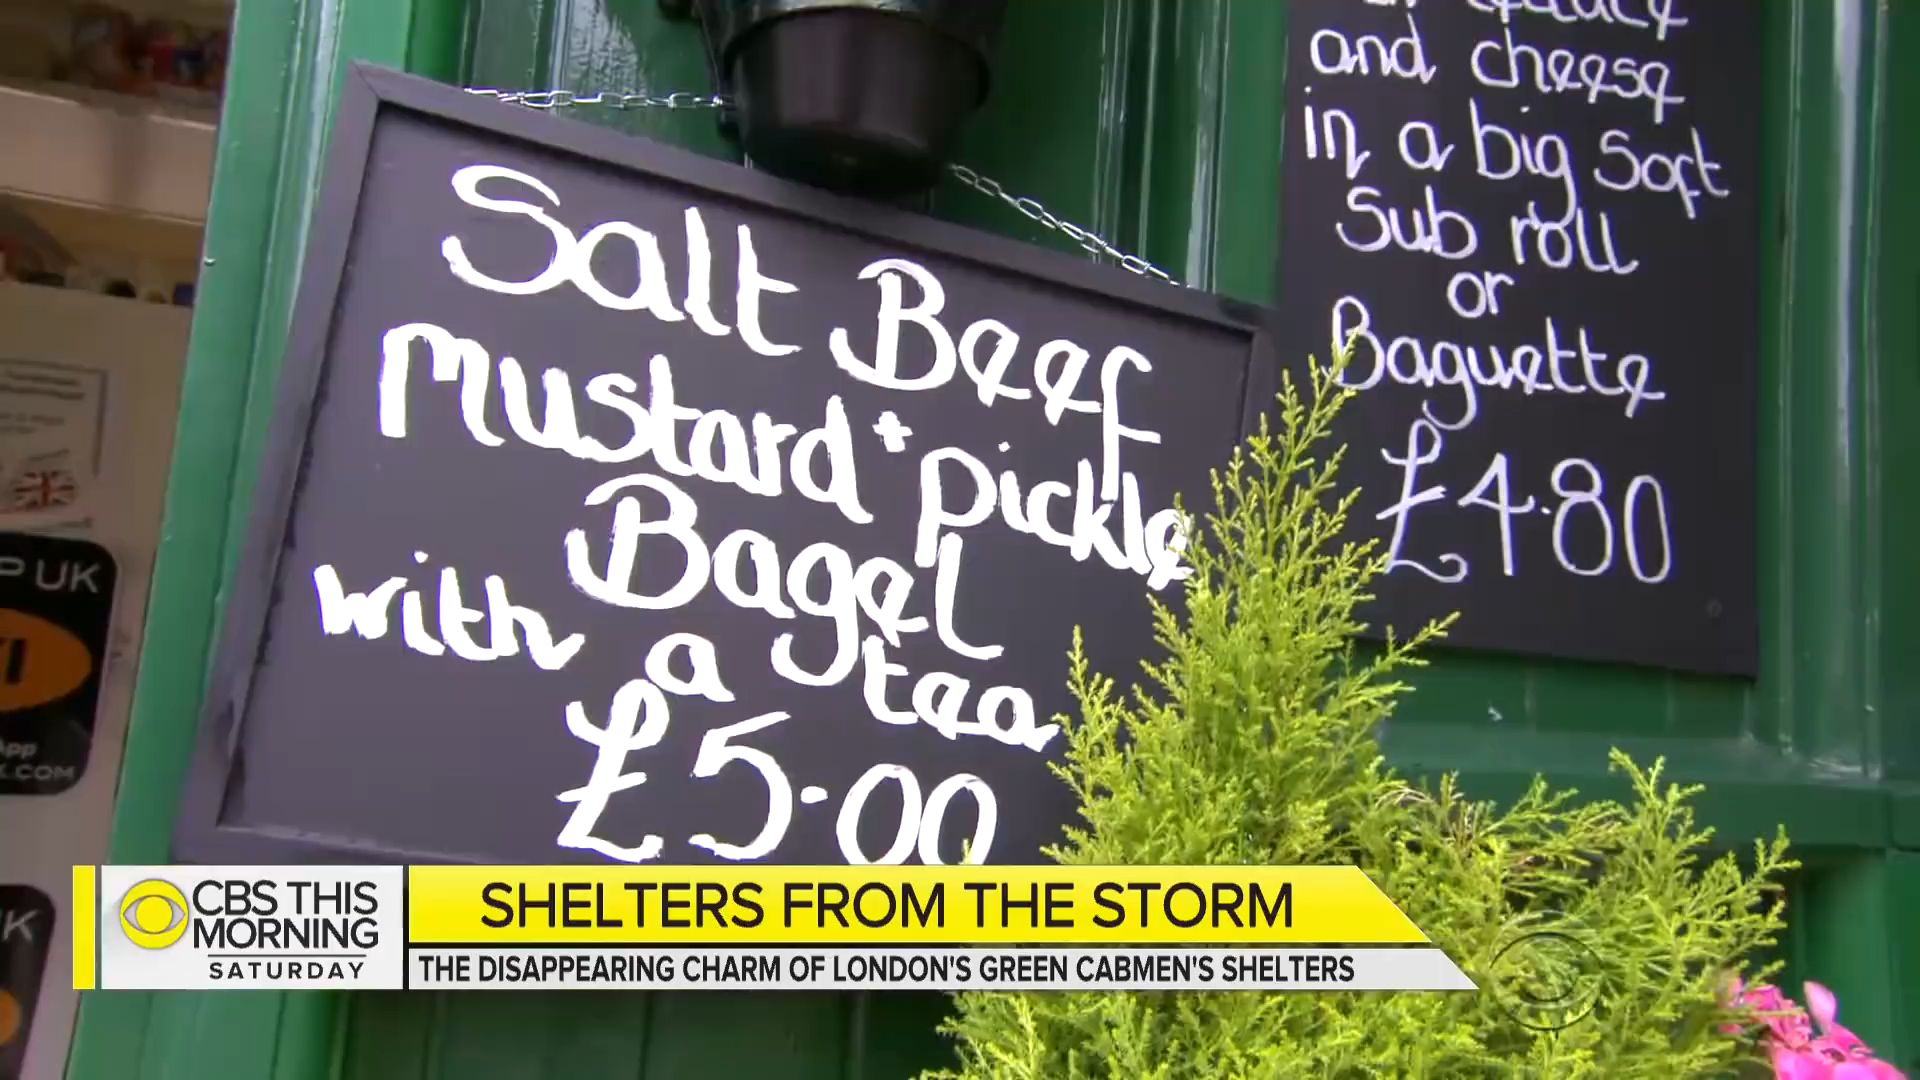 Salt Beef
Mustard + pickle
Bagel
with a tea
£5.00
and cheese
in a big Soft
Sub roll
or
Baguette
£4.80
UK
CBS THIS
MORNING
SATURDAY
SHELTERS FROM THE STORM
THE DISAPPEARING CHARM OF LONDON'S GREEN CABMEN'S SHELTERS